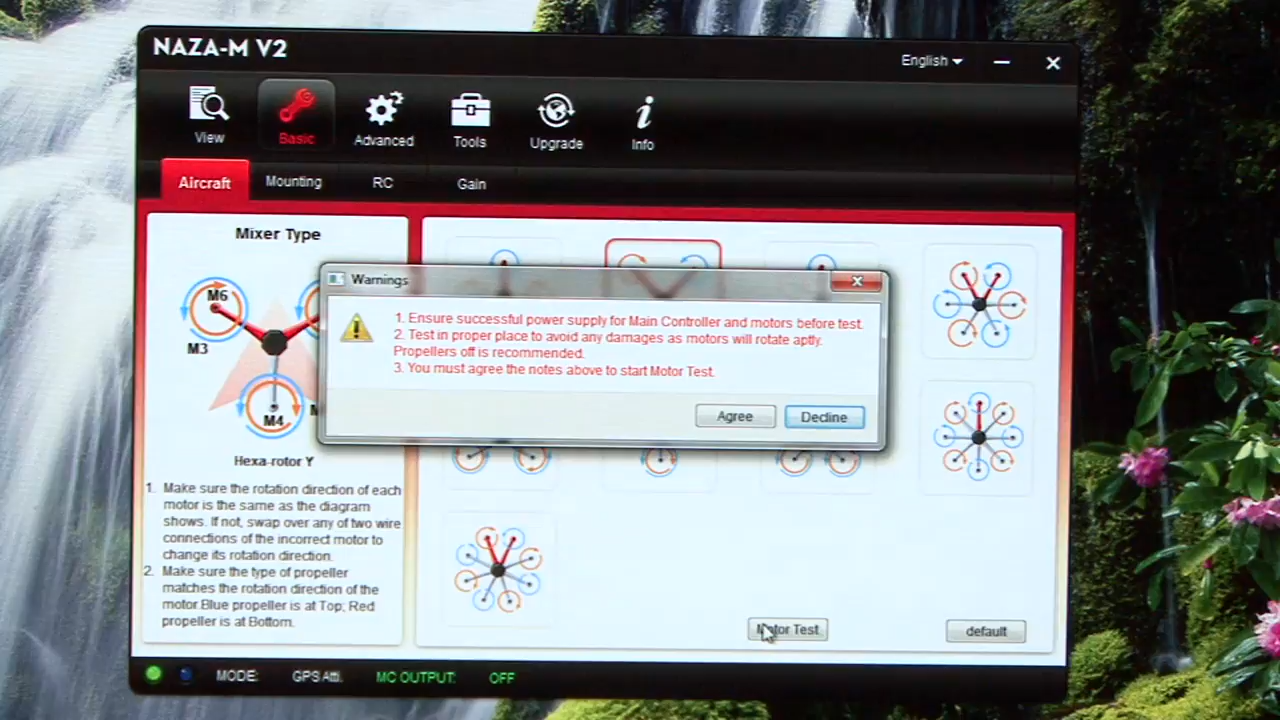 NAZA-M V2
English
View
Basic
Advanced
Tools
Upgrade
Info
Aircraft
Mounting
RC
Gain
Mixer Type
M6
M3
M4
Hexa-rotor Y
1. Make sure the rotation direction of each
motor is the same as the diagram
shows. If not, swap over any of two wire
connections of the incorrect motor to
change its rotation direction.
2. Make sure the type of propeller
matches the rotation direction of the
motor.Blue propeller is at Top; Red
propeller is at Bottom.
Warnings
1. Ensure successful power supply for Main Controller and motors before test.
2. Test in proper place to avoid any damages as motors will rotate aptly.
Propellers off is recommended.
3. You must agree the notes above to start Motor Test.
Agree
Decline
Motor Test
default
MODE: GPS Atti. MC OUTPUT: OFF